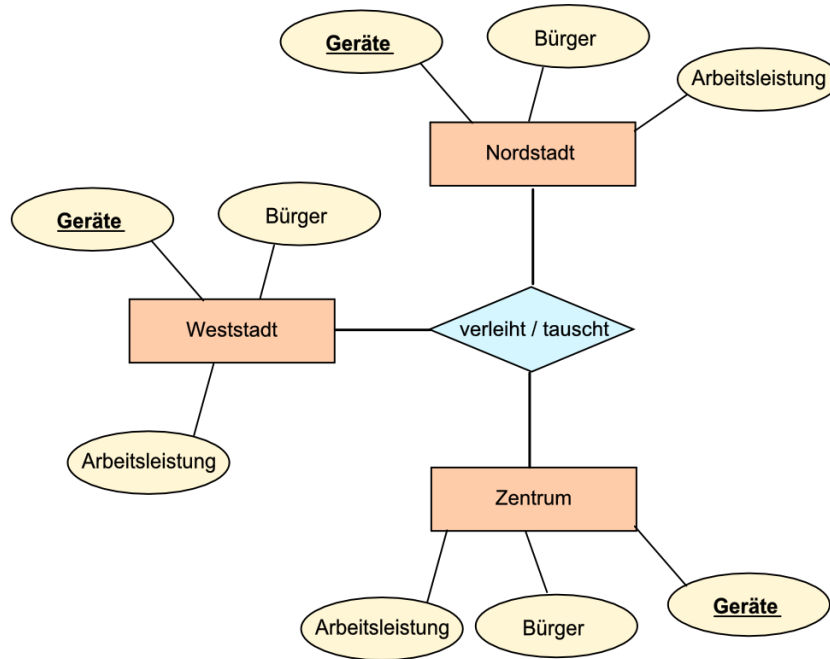 Geräte
Bürger
Arbeitsleistung
Nordstadt
Geräte
Bürger
Weststadt
verleiht / tauscht
Arbeitsleistung
Zentrum
Arbeitsleistung
Bürger
Geräte